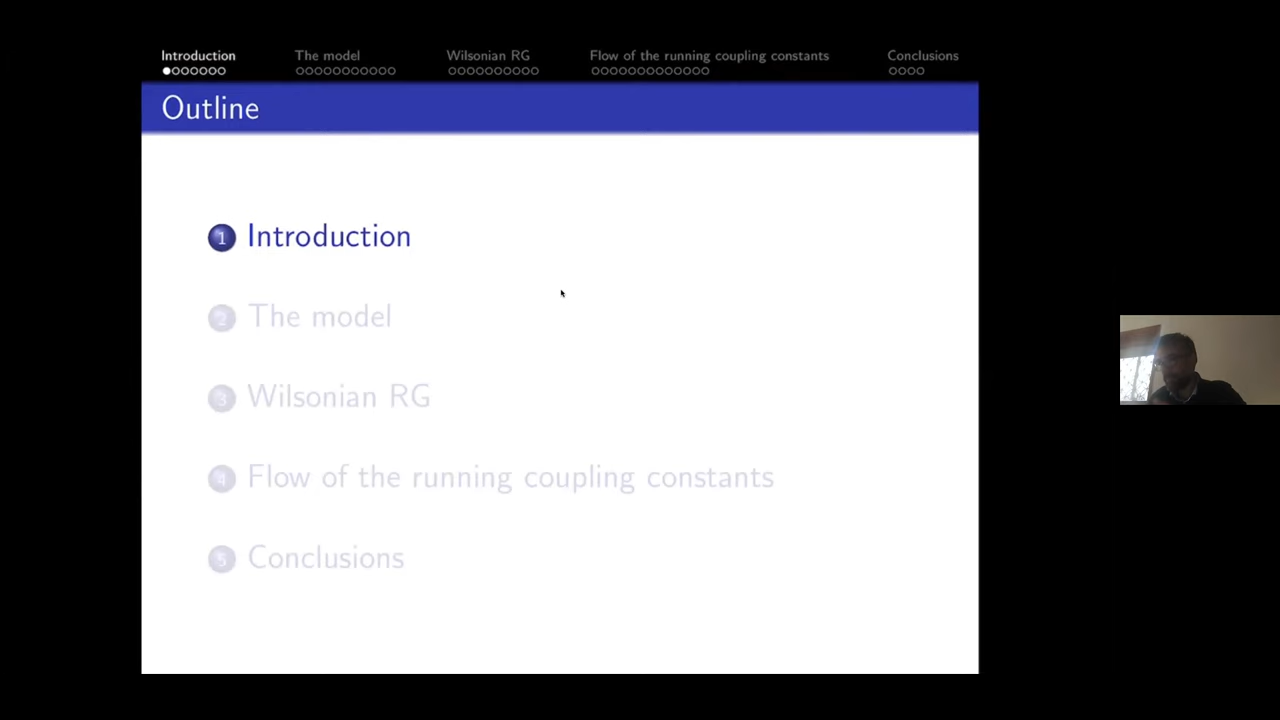 Introduction
The model
Wilsonian RG
Flow of the running coupling constants
Conclusions
Outline
1 Introduction
2 The model
3 Wilsonian RG
4 Flow of the running coupling constants
5 Conclusions